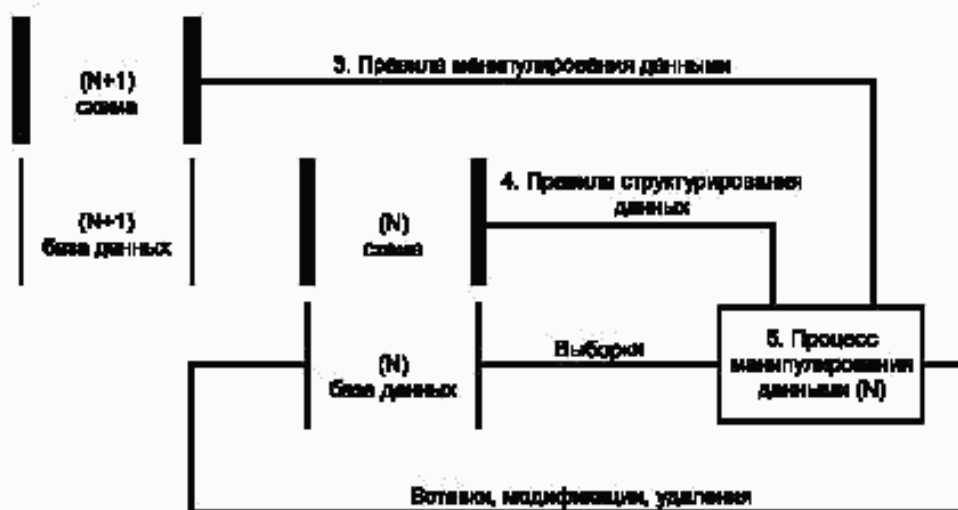 3. Правила манипулирования данными
(N+1)
схема
4. Правила структурирования
данных
(N+1)
база данных
(N)
схема
Выборки
5. Процесс
манипулирования
данными (N)
(N)
база данных
Вставки, модификации, удаления